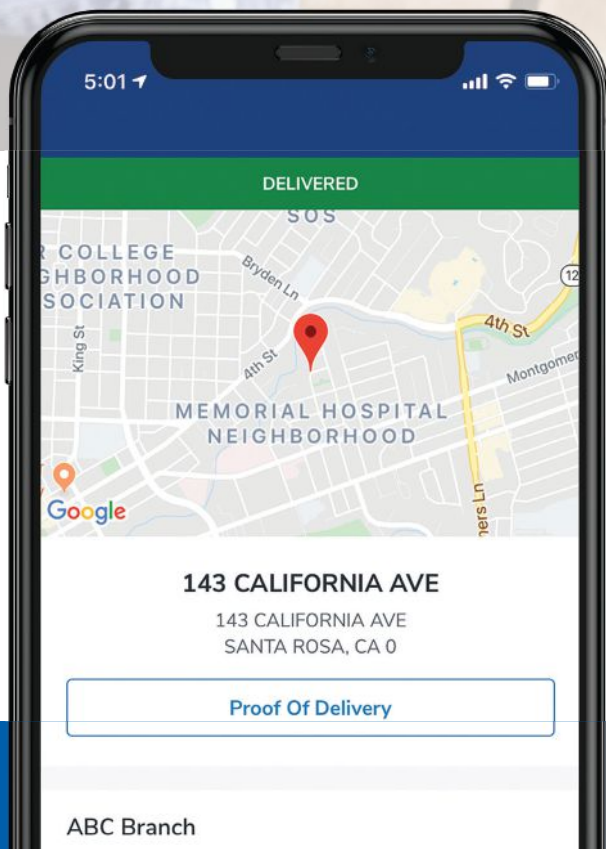 5:01
DELIVERED
SOS
COLLEGE
GHBORHOOD
SOCIATION
Bryden Ln
12
King St
4th St
4th St
Montgomer
MEMORIAL HOSPITAL
NEIGHBORHOOD
ners Ln
Google
143 CALIFORNIA AVE
143 CALIFORNIA AVE
SANTA ROSA, CA 0
Proof Of Delivery
ABC Branch